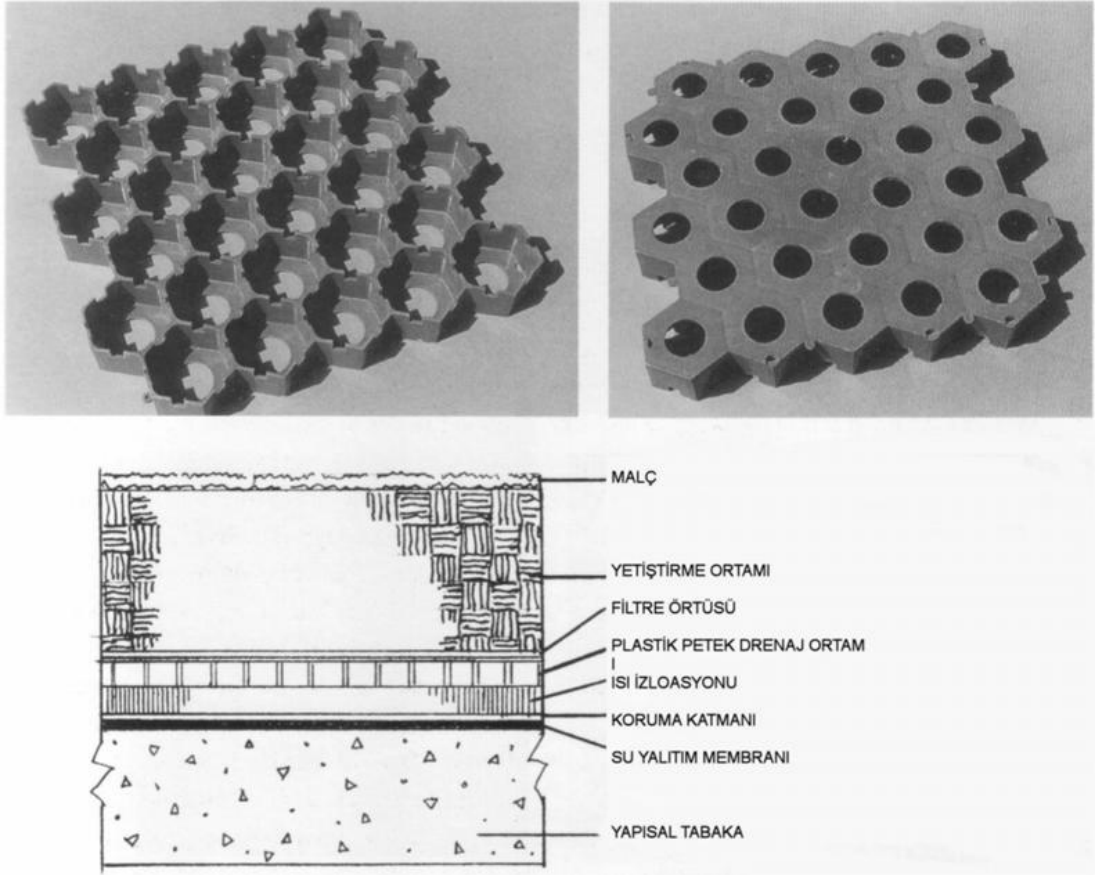 MALÇ
YETİŞTİRME ORTAMI
FİLTRE ÖRTÜSÜ
PLASTİK PETEK DRENAJ ORTAM
I
ISI İZLOASYONU
KORUMA KATMANI
SU YALITIM MEMBRANI
YAPISAL TABAKA